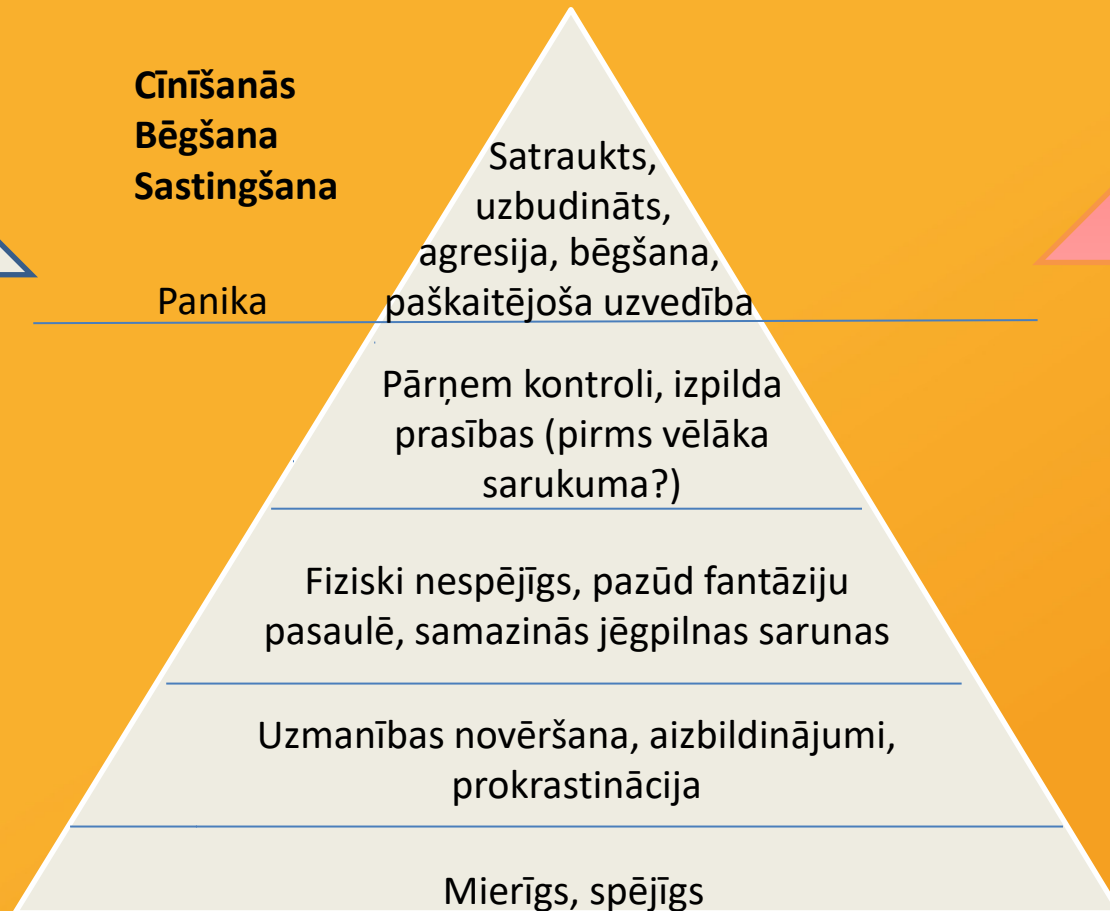 Cīnīšanās
Bēgšana
Sastingšana
Satraukts,
uzbudināts,
agresija, bēgšana,
paškaitējoša uzvedība
Panika
Pārņem kontroli, izpilda
prasības (pirms vēlāka
sarukuma?)
Fiziski nespējīgs, pazūd fantāziju
pasaulē, samazinās jēgpilnas sarunas
Uzmanības novēršana, aizbildinājumi,
prokrastinācija
Mierīgs, spējīgs